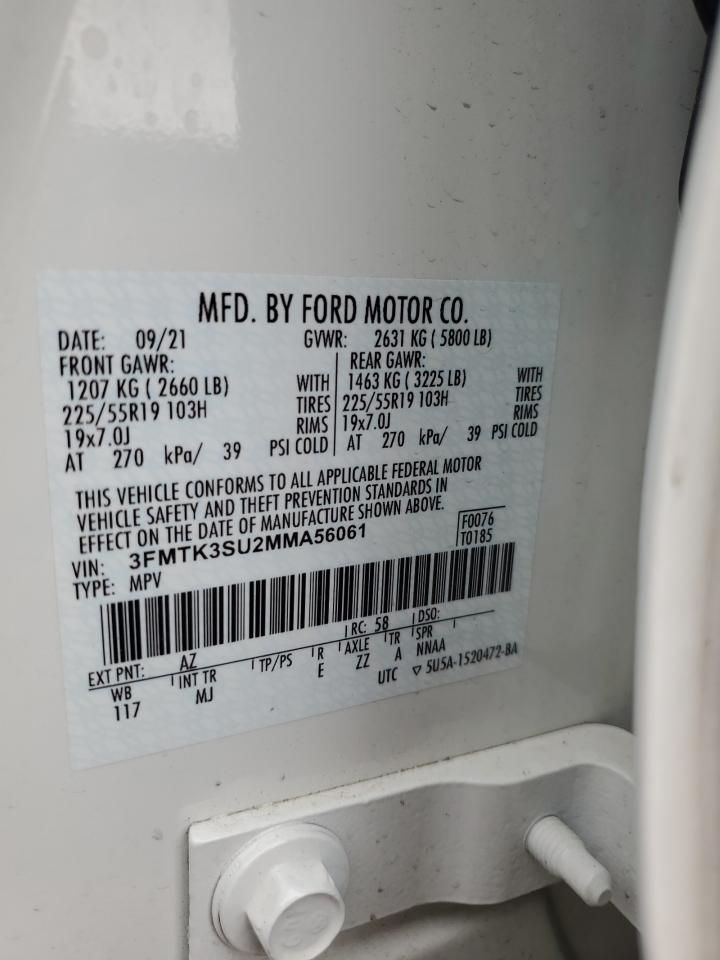 MFD. BY FORD MOTOR CO.
DATE: 09/21 GVWR: 2631 KG ( 5800 LB)
FRONT GAWR: REAR GAWR:
1207 KG ( 2660 LB) WITH 1463 KG ( 3225 LB) WITH
225/55R19 103H TIRES 225/55R19 103H TIRES
19x7.0J RIMS 19x7.0J RIMS
AT 270 kPa/ 39 PSI COLD AT 270 kPa/ 39 PSI COLD
THIS VEHICLE CONFORMS TO ALL APPLICABLE FEDERAL MOTOR
VEHICLE SAFETY AND THEFT PREVENTION STANDARDS IN
EFFECT ON THE DATE OF MANUFACTURE SHOWN ABOVE.
VIN: 3FMTK3SU2MMA56061 F0076
TYPE: MPV T0185
EXT PNT: AZ RC: 58 DSO:
WB INT TR TP/PS R AXLE TR SPR
117 MJ E ZZ A NNAA
UTC ▽ 5U5A-1520472-BA